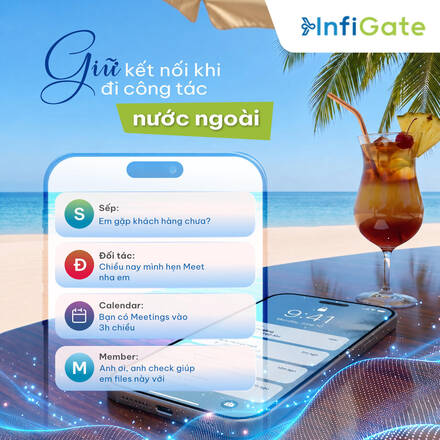 InfiGate
Giữ kết nối khi
đi công tác
nước ngoài
S
Sếp:
Em gặp khách hàng chưa?
Đ
Đối tác:
Chiều nay mình hẹn Meet
nha em
Calendar:
Bạn có Meetings vào
3h chiều
M
Member:
Anh ơi, anh check giúp
em files này với
9:41